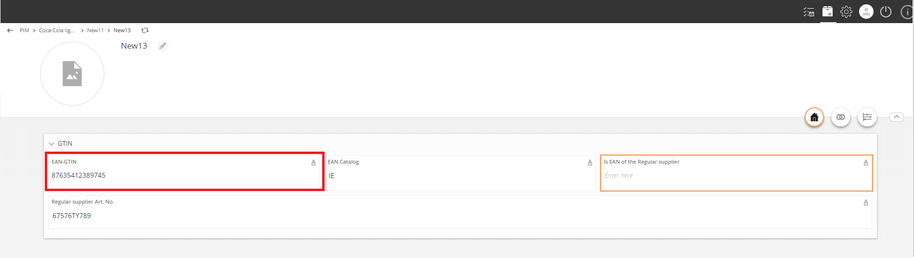 PIM > Coca Cola lig... > New11 > New13
New13
GTIN
EAN-GTIN
87635412389745
EAN Catalog
IE
Is EAN of the Regular supplier
Enter here
Regular supplier Art. No.
67576TY789